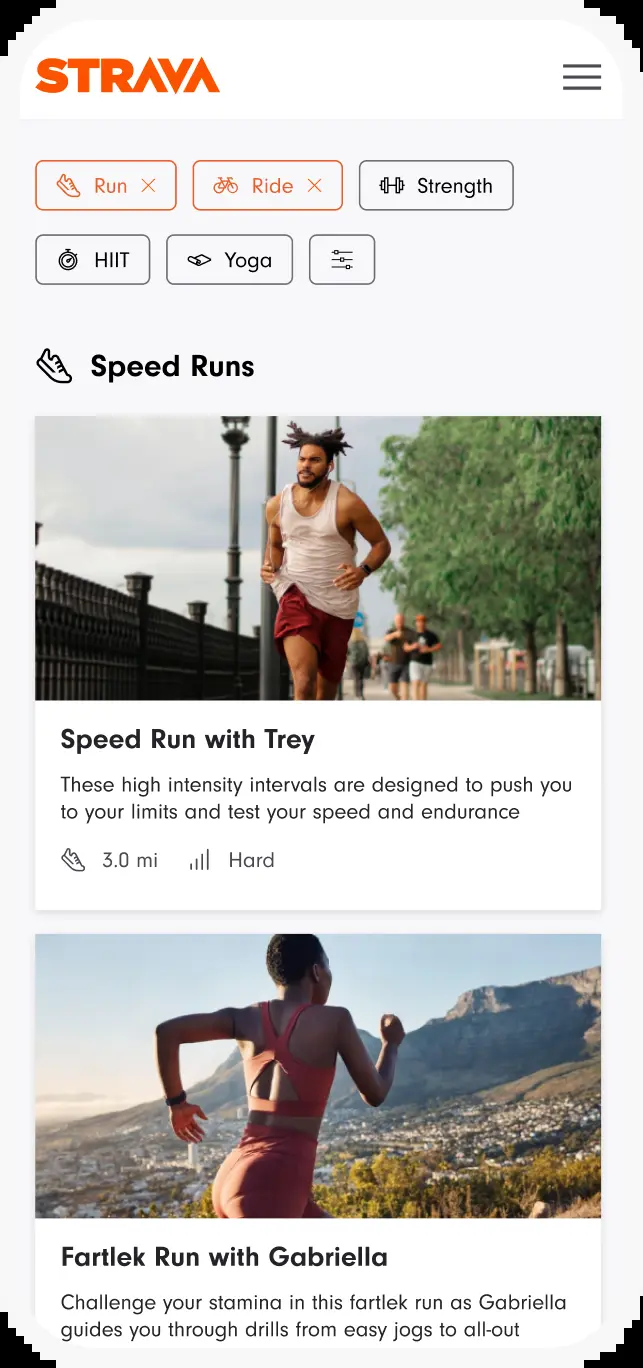 STRAVA
Run
Ride
Strength
HIIT
Yoga
Speed Runs
Speed Run with Trey
These high intensity intervals are designed to push you
to your limits and test your speed and endurance
3.0 mi
Hard
Fartlek Run with Gabriella
Challenge your stamina in this fartlek run as Gabriella
guides you through drills from easy jogs to all-out